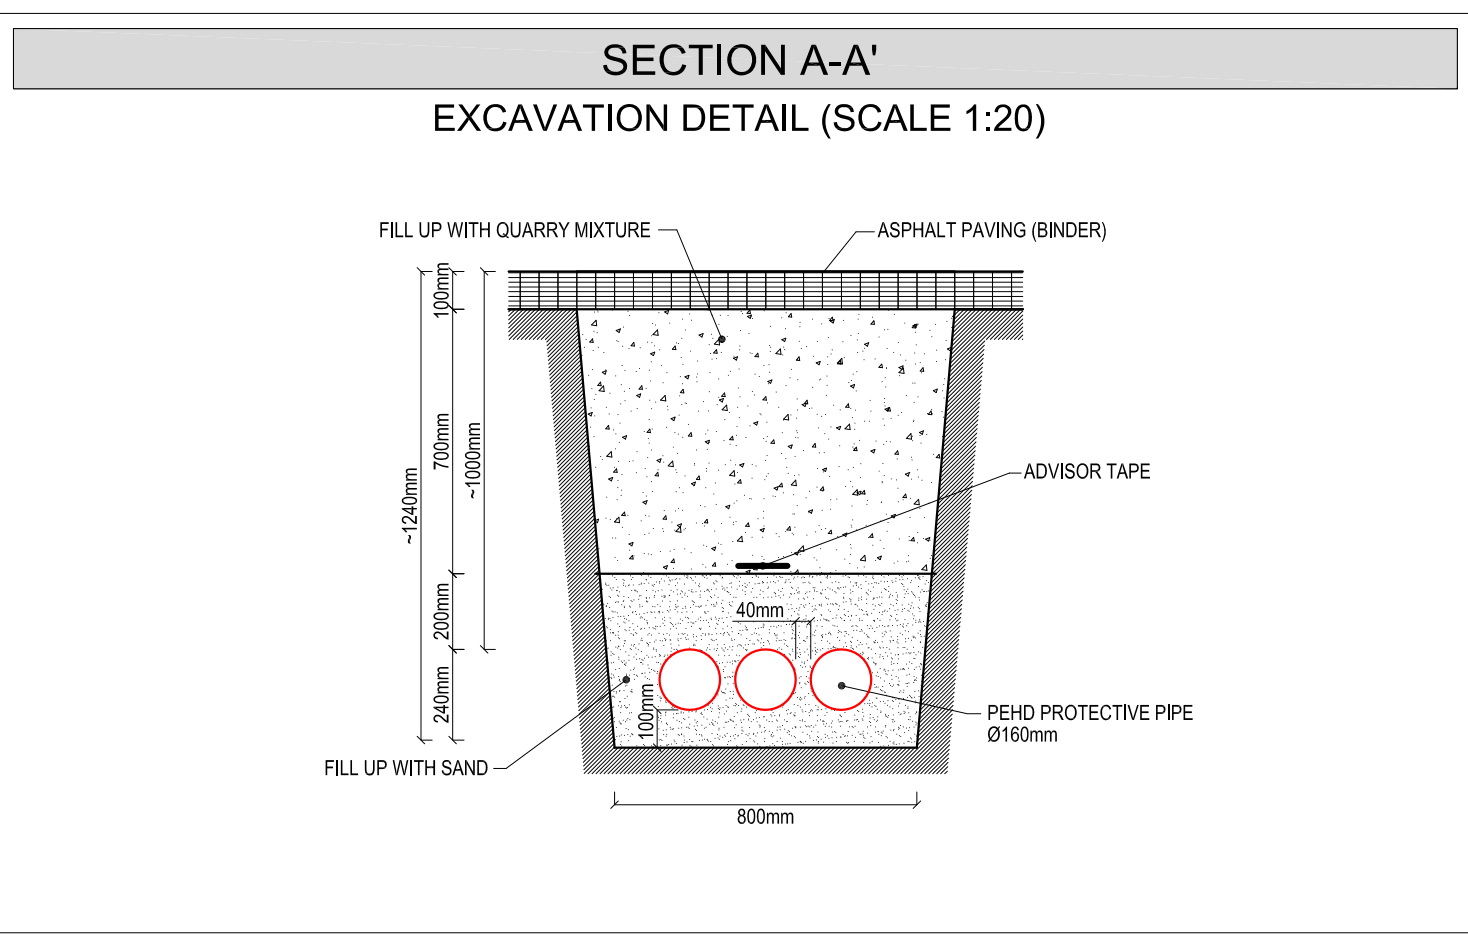 SECTION A-A'
EXCAVATION DETAIL (SCALE 1:20)
FILL UP WITH QUARRY MIXTURE
ASPHALT PAVING (BINDER)
100mm
700mm
~1000mm
~1240mm
ADVISOR TAPE
200mm
40mm
240mm
100mm
PEHD PROTECTIVE PIPE
Ø160mm
FILL UP WITH SAND
800mm